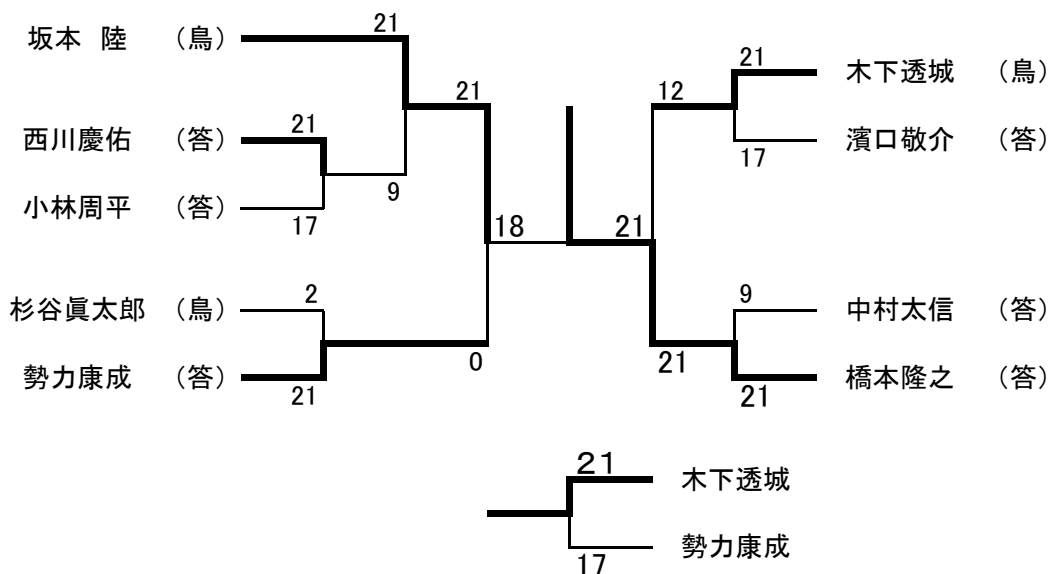 坂本 陸 （鳥） 21
西川慶佑 （答） 21
小林周平 （答） 17
9
21
杉谷眞太郎 （鳥） 2
勢力康成 （答） 21
0
18
21
12
21 木下透城 （鳥）
17 濱口敬介 （答）
21
9 中村太信 （答）
21 橋本隆之 （答）
21 木下透城
17 勢力康成